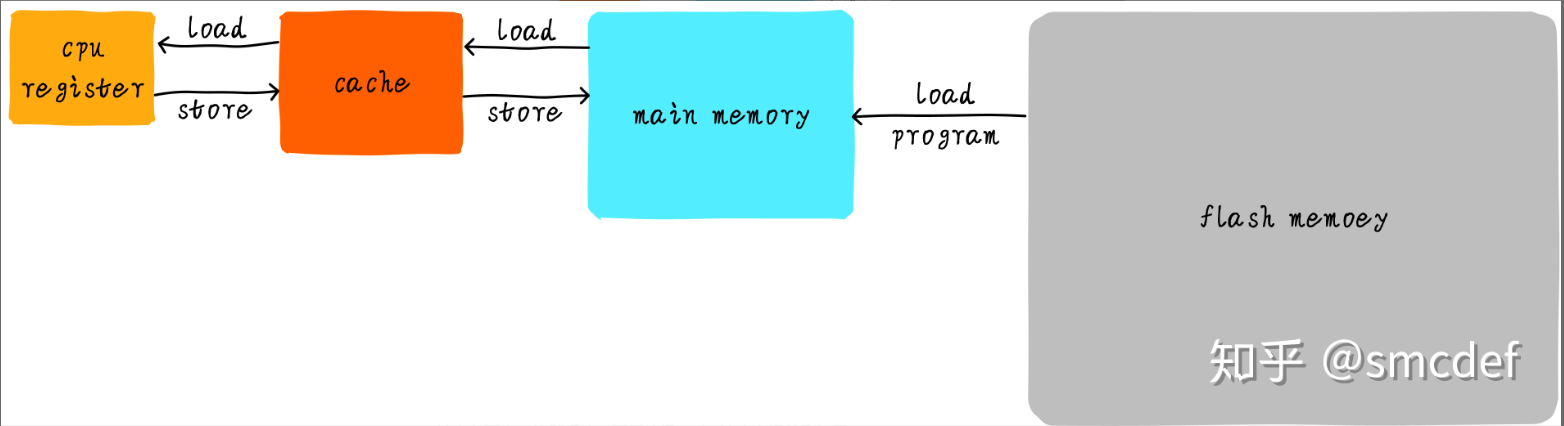 cpu
register
load
store
cache
load
store
main memory
load
program
flash memoey
知乎 @smcdef